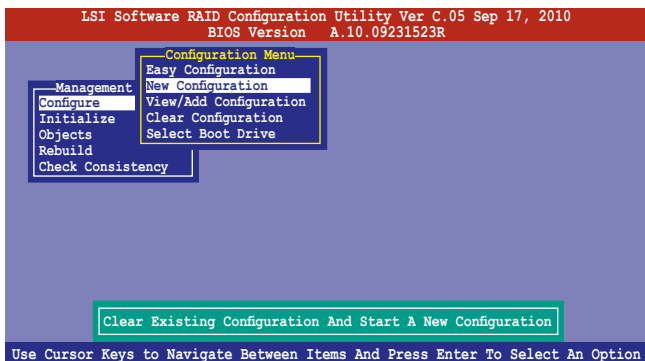 LSI Software RAID Configuration Utility Ver C.05 Sep 17, 2010
BIOS Version A.10.09231523R
Configuration Menu
Easy Configuration
New Configuration
View/Add Configuration
Clear Configuration
Select Boot Drive
Management
Configure
Initialize
Objects
Rebuild
Check Consistency
Clear Existing Configuration And Start A New Configuration
Use Cursor Keys to Navigate Between Items And Press Enter To Select An Option